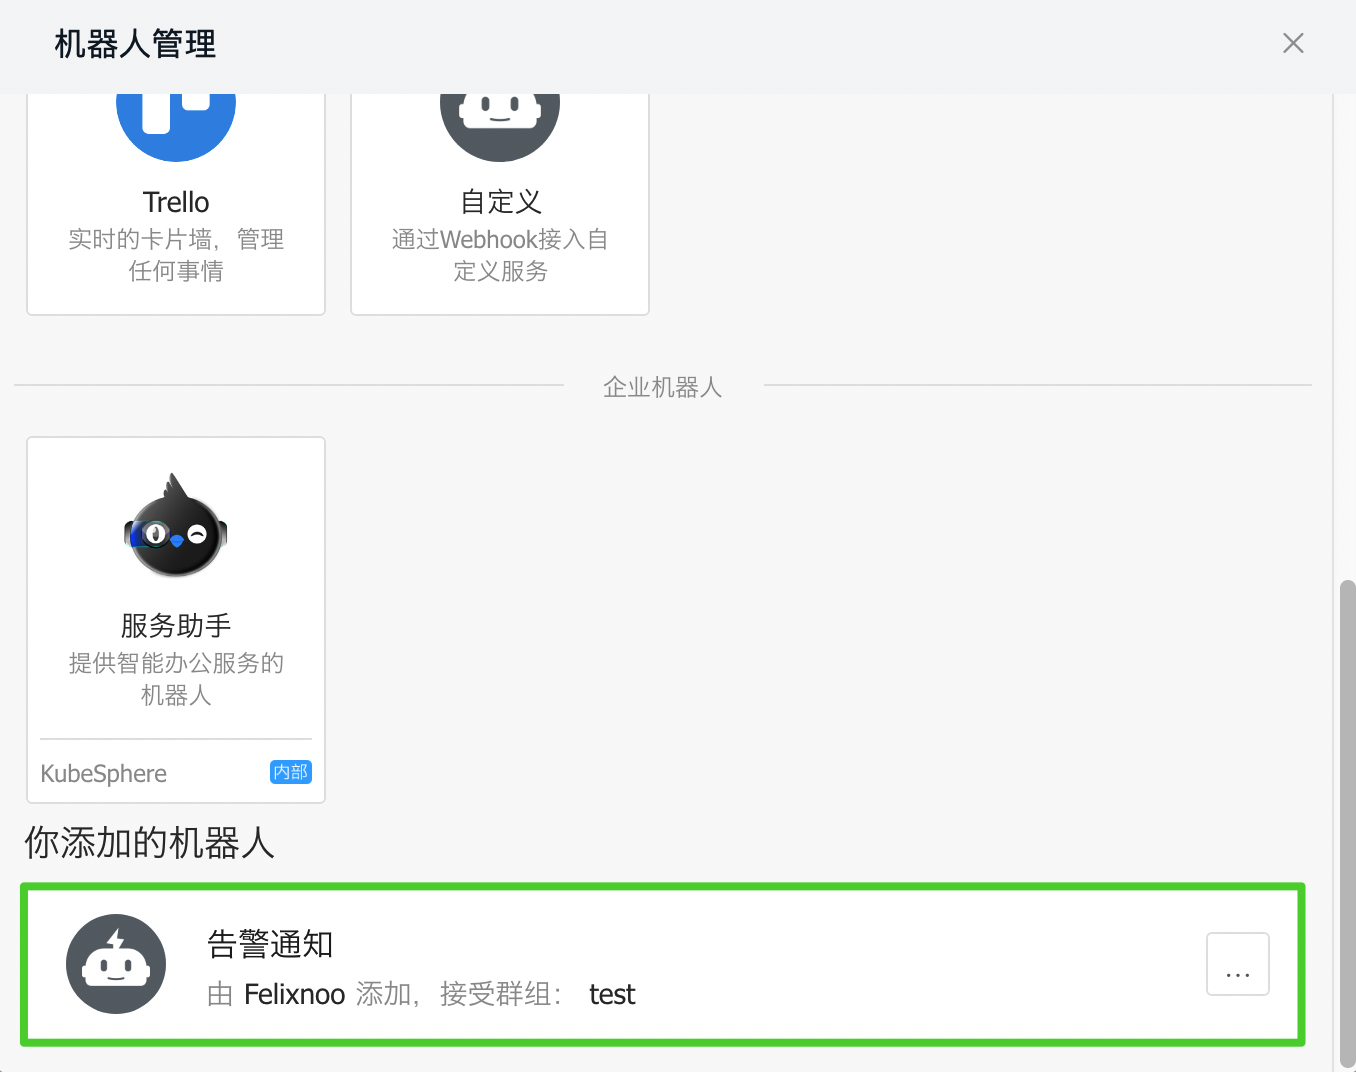 机器人管理
Trello
实时的卡片墙，管理
任何事情
自定义
通过Webhook接入自
定义服务
企业机器人
服务助手
提供智能办公服务的
机器人
KubeSphere
内部
你添加的机器人
告警通知
由 Felixnoo 添加，接受群组： test
...